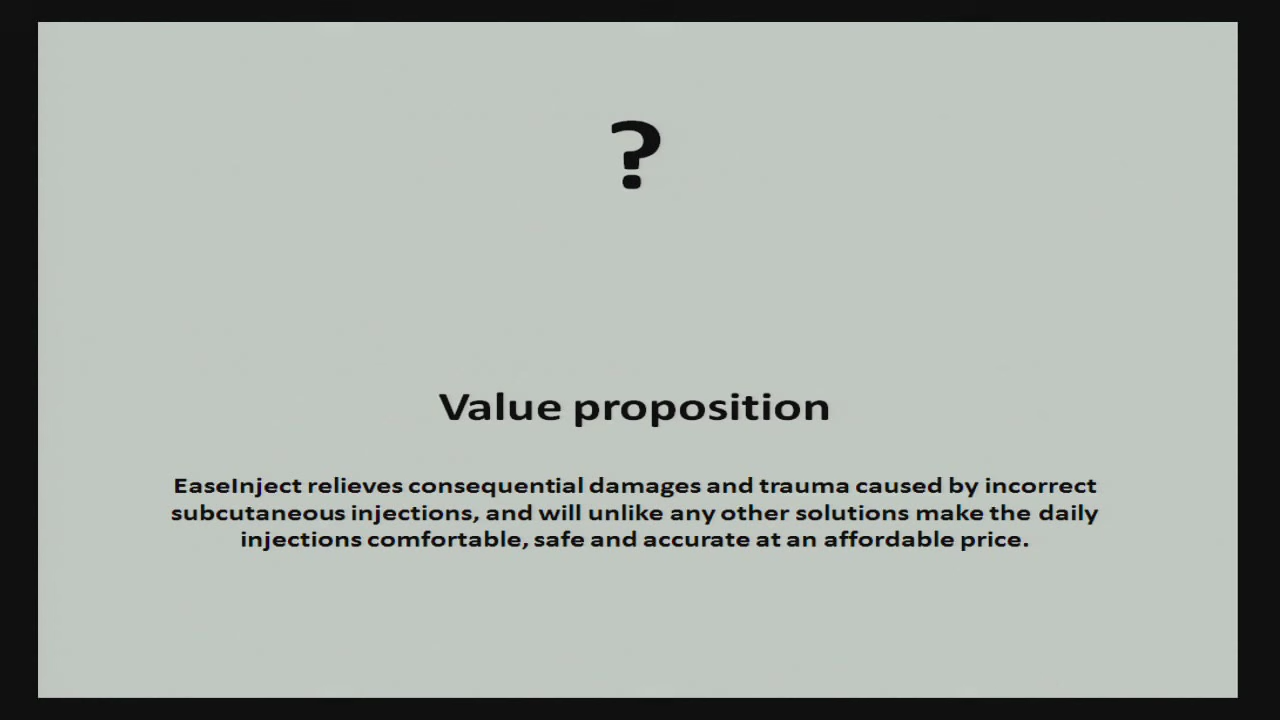 ?
Value proposition
EaseInject relieves consequential damages and trauma caused by incorrect
subcutaneous injections, and will unlike any other solutions make the daily
injections comfortable, safe and accurate at an affordable price.